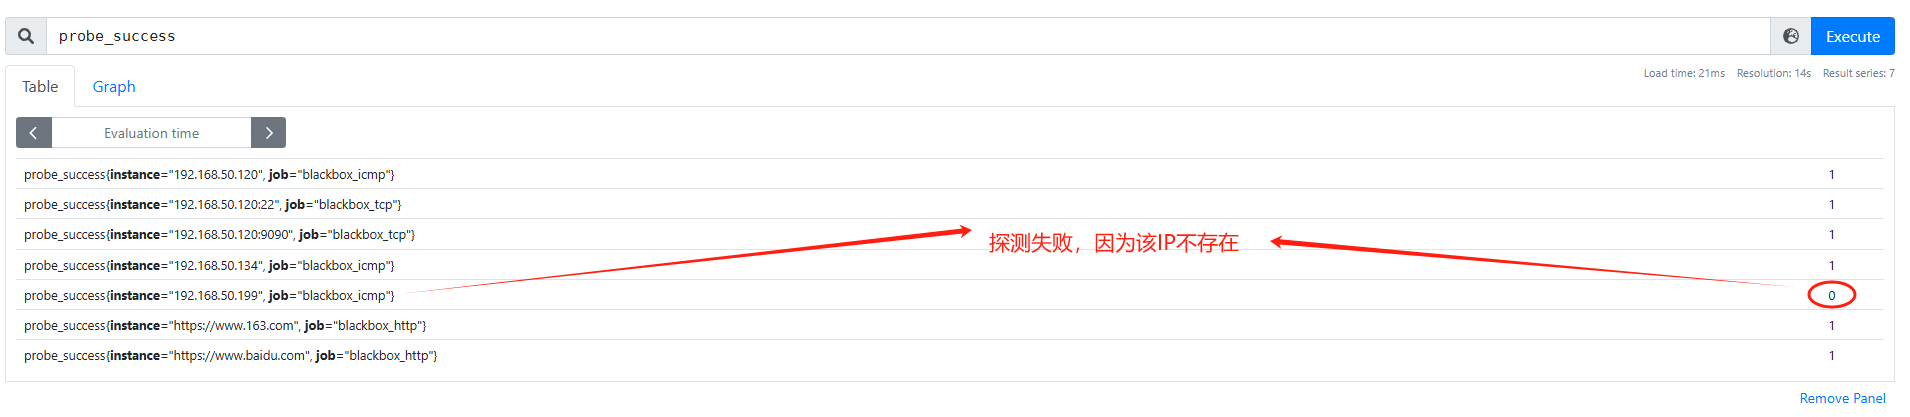 probe_success
Execute
Table
Graph
Load time: 21ms Resolution: 14s Result series: 7
Evaluation time
probe_success{instance="192.168.50.120", job="blackbox_icmp"} 1
probe_success{instance="192.168.50.120:22", job="blackbox_tcp"} 1
probe_success{instance="192.168.50.120:9090", job="blackbox_tcp"} 1
探测失败，因为该IP不存在
probe_success{instance="192.168.50.134", job="blackbox_icmp"} 1
probe_success{instance="192.168.50.199", job="blackbox_icmp"} 0
probe_success{instance="https://www.163.com", job="blackbox_http"} 1
probe_success{instance="https://www.baidu.com", job="blackbox_http"} 1
Remove Panel